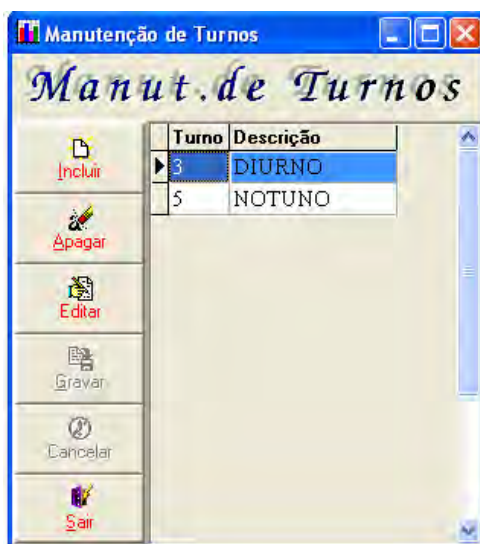 Manutenção de Turnos
Manut.de Turnos
Incluir
Apagar
Editar
Gravar
Cancelar
Sair
Turno Descrição
3 DIURNO
5 NOTUNO